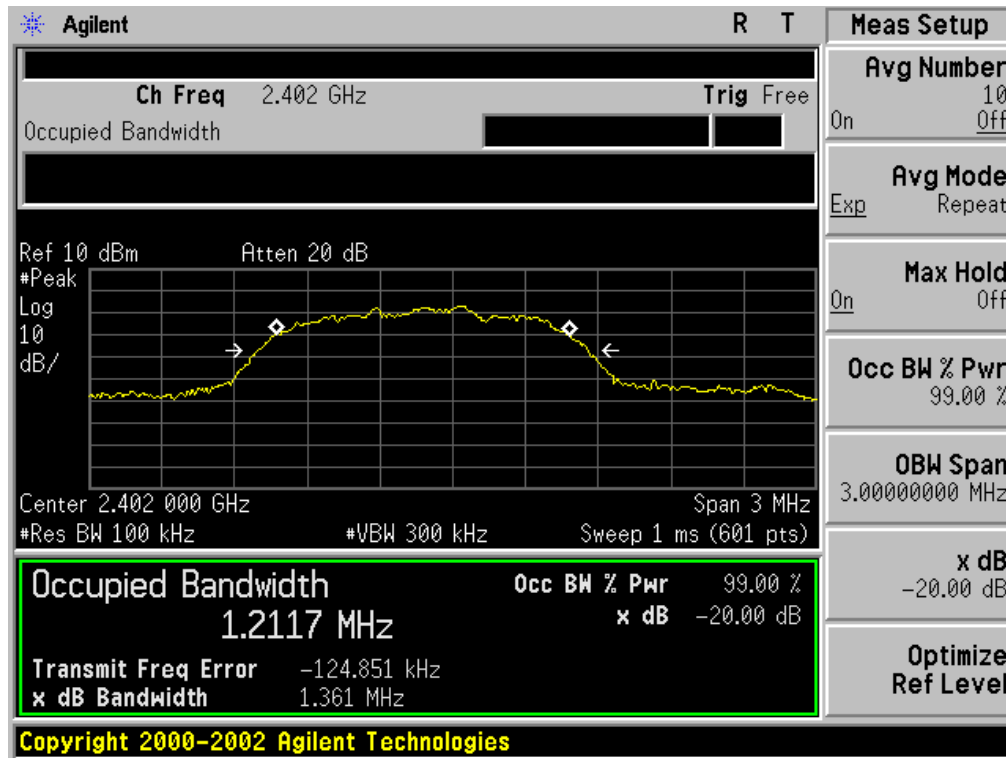 Agilent R T
Ch Freq 2.402 GHz Trig Free
Occupied Bandwidth
Ref 10 dBm Atten 20 dB
#Peak
Log
10
dB/
Center 2.402 000 GHz Span 3 MHz
#Res BW 100 kHz #VBW 300 kHz Sweep 1 ms (601 pts)
Occupied Bandwidth
1.2117 MHz
Occ BW % Pwr 99.00 %
x dB -20.00 dB
Transmit Freq Error -124.851 kHz
x dB Bandwidth 1.361 MHz
Copyright 2000-2002 Agilent Technologies
Meas Setup
Avg Number
10
On Off
Avg Mode
Exp Repeat
Max Hold
On Off
Occ BW % Pwr
99.00 %
OBW Span
3.00000000 MHz
x dB
-20.00 dB
Optimize
Ref Level